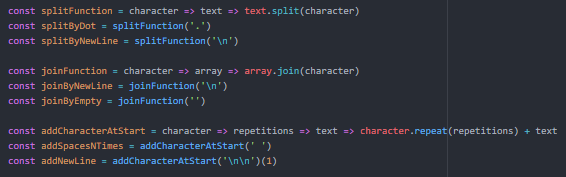 const splitFunction = character => text => text.split(character)
const splitByDot = splitFunction('.')
const splitByNewLine = splitFunction('\n')
const joinFunction = character => array => array.join(character)
const joinByNewLine = joinFunction('\n')
const joinByEmpty = joinFunction('')
const addCharacterAtStart = character => repetitions => text => character.repeat(repetitions) + text
const addSpacesNTimes = addCharacterAtStart(' ')
const addNewLine = addCharacterAtStart('\n\n')(1)